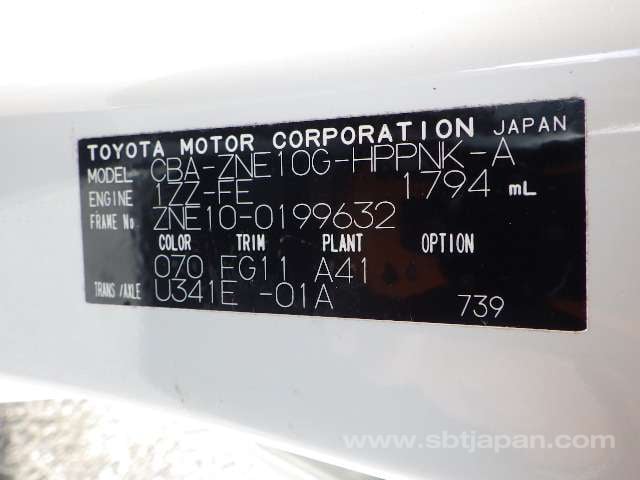 TOYOTA MOTOR CORPORATION JAPAN
MODEL CBA-ZNE10G-HPPNK-A
ENGINE 1ZZ-FE 1794 mL
FRAME No ZNE10-0199632
COLOR TRIM PLANT OPTION
070 FG11 A41
TRANS/AXLE U341E -01A
739
www.sbtjapan.com